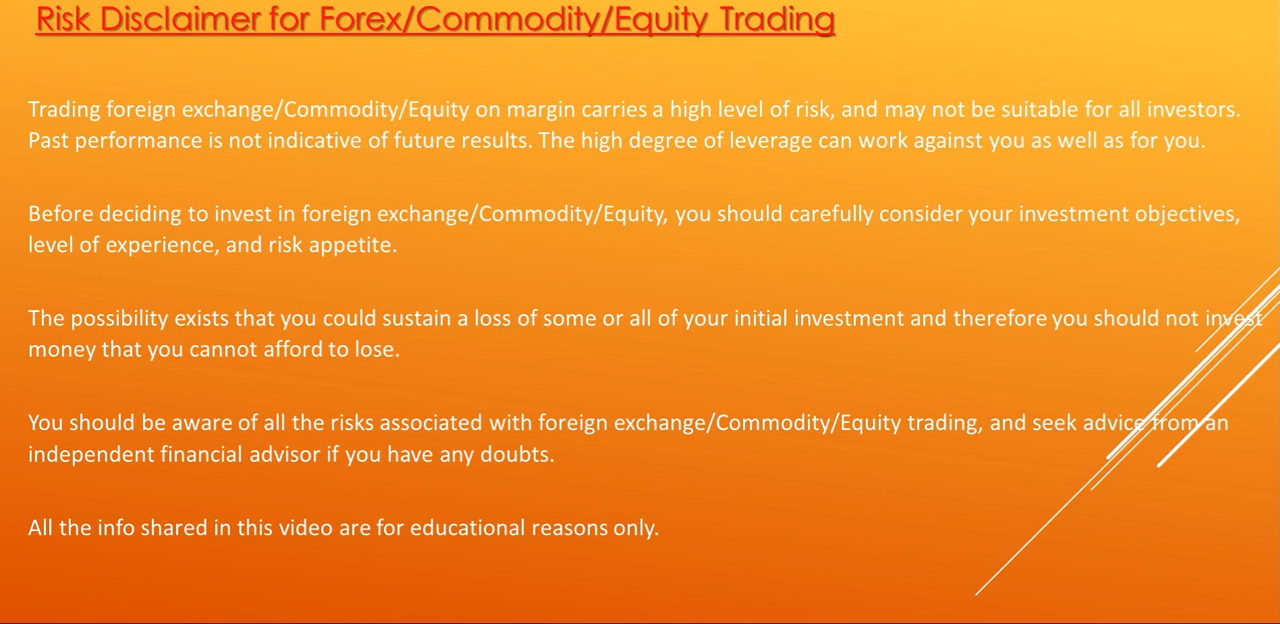 Risk Disclaimer for Forex/Commodity/Equity Trading
Trading foreign exchange/Commodity/Equity on margin carries a high level of risk, and may not be suitable for all investors.
Past performance is not indicative of future results. The high degree of leverage can work against you as well as for you.
Before deciding to invest in foreign exchange/Commodity/Equity, you should carefully consider your investment objectives,
level of experience, and risk appetite.
The possibility exists that you could sustain a loss of some or all of your initial investment and therefore you should not invest
money that you cannot afford to lose.
You should be aware of all the risks associated with foreign exchange/Commodity/Equity trading, and seek advice from an
independent financial advisor if you have any doubts.
All the info shared in this video are for educational reasons only.